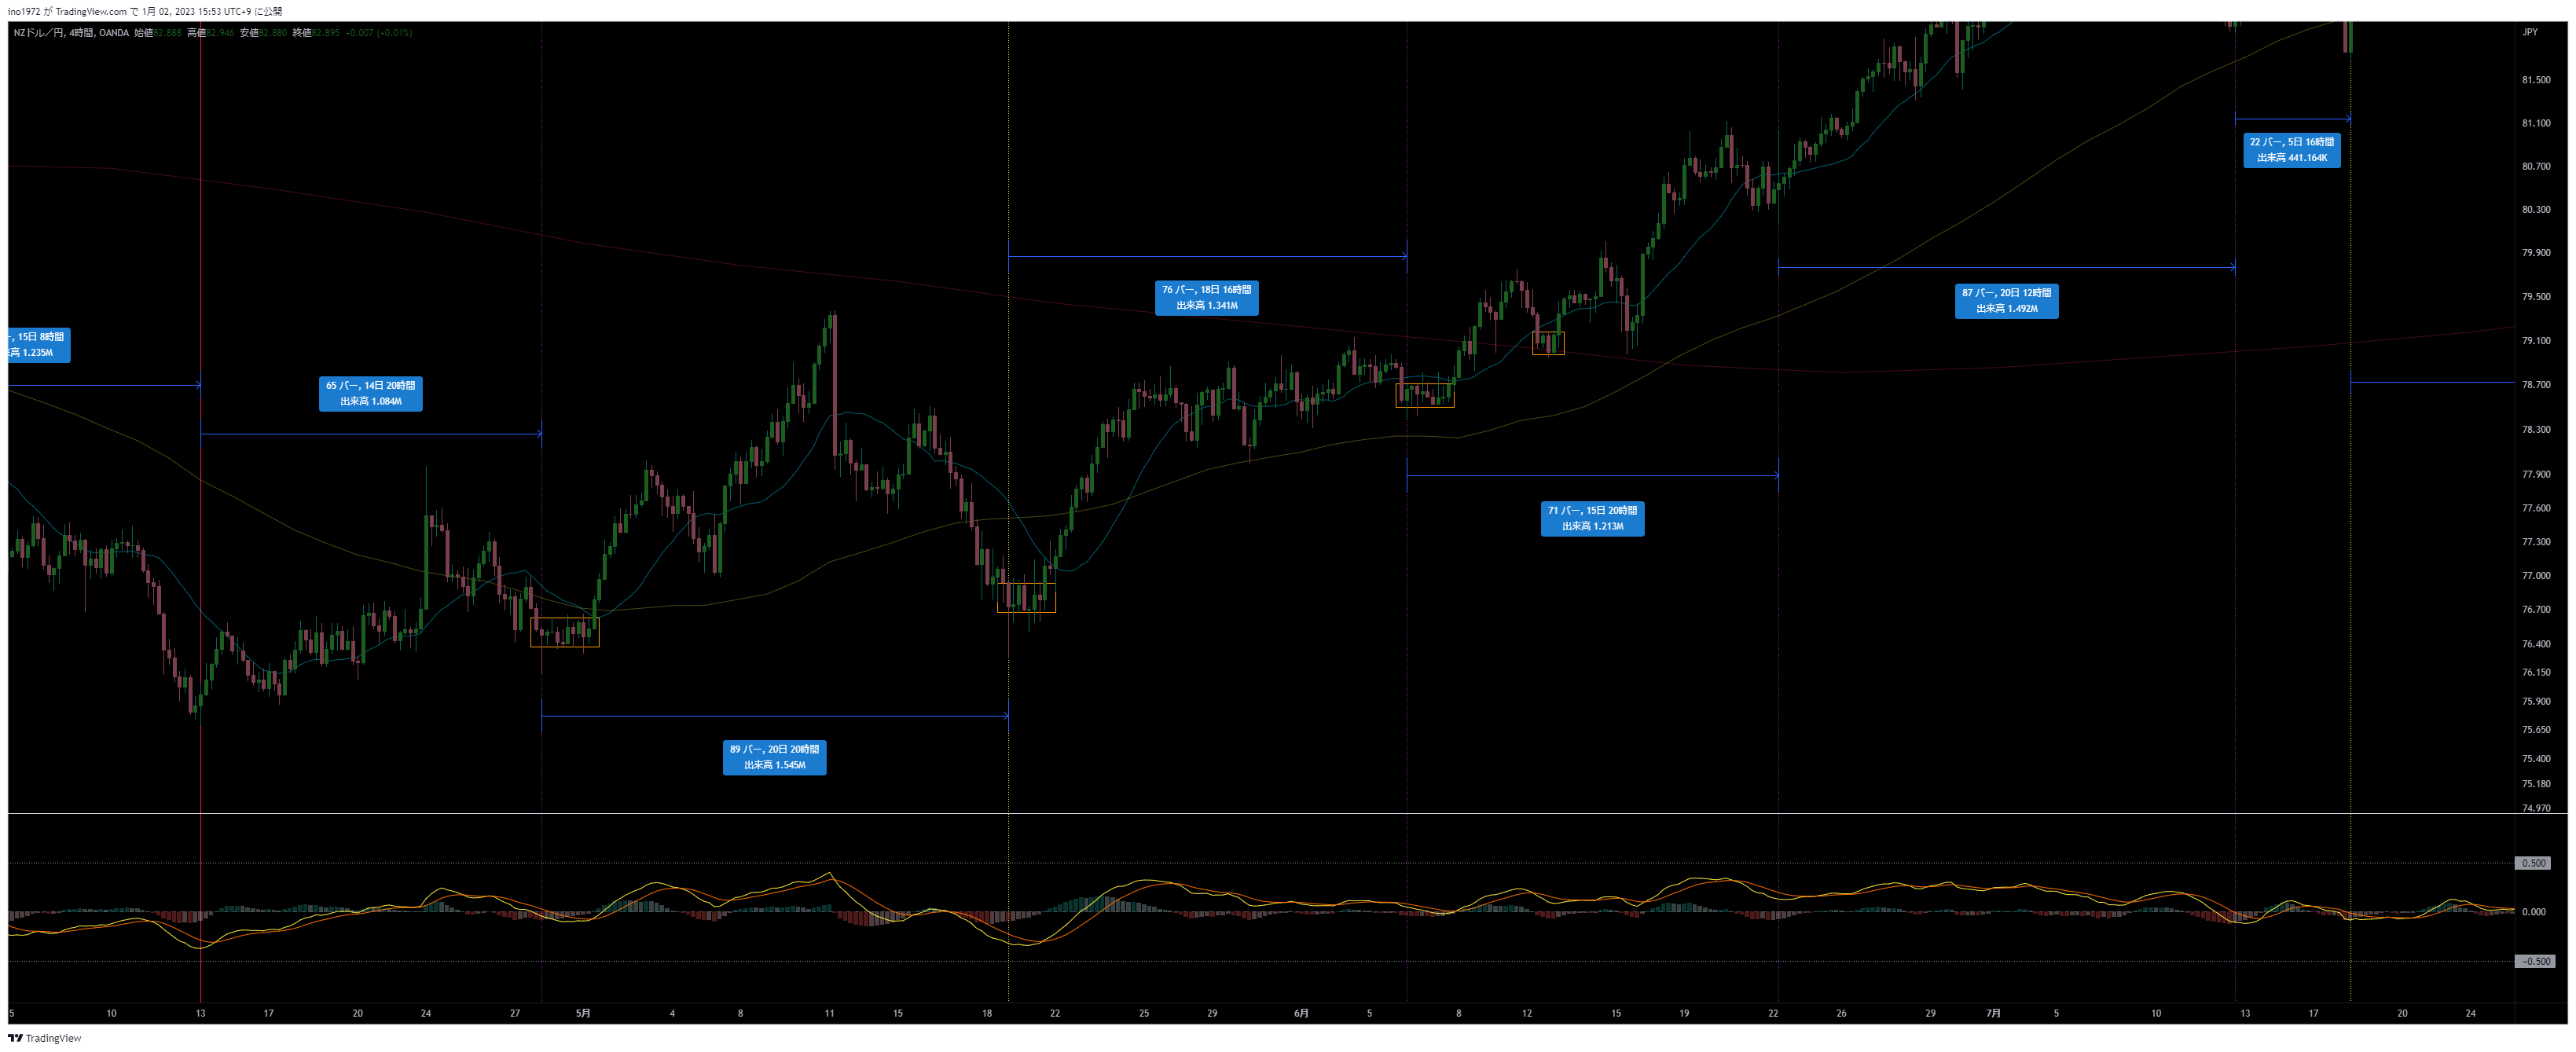 ino1972 が TradingView.com で 1月 02, 2023 15:53 UTC+9 に公開
NZドル／円, 4時間, OANDA 始値82.888 高値82.946 安値82.880 終値82.895 +0.007 (+0.01%)
JPY
81.500
81.100
80.700
80.300
79.900
79.500
79.100
78.700
78.300
77.900
77.600
77.300
77.000
76.700
76.400
76.150
75.900
75.650
75.400
75.180
74.970
22 バー, 5日 16時間
出来高 441.164K
76 バー, 18日 16時間
出来高 1.341M
87 バー, 20日 12時間
出来高 1.492M
ー, 15日 8時間
高 1.235M
65 バー, 14日 20時間
出来高 1.084M
71 バー, 15日 20時間
出来高 1.213M
89 バー, 20日 20時間
出来高 1.545M
0.500
0.000
-0.500
5 10 13 17 20 24 27 5月 4 8 11 15 18 22 25 29 6月 5 8 12 15 19 22 26 29 7月 5 10 13 17 20 24
TradingView